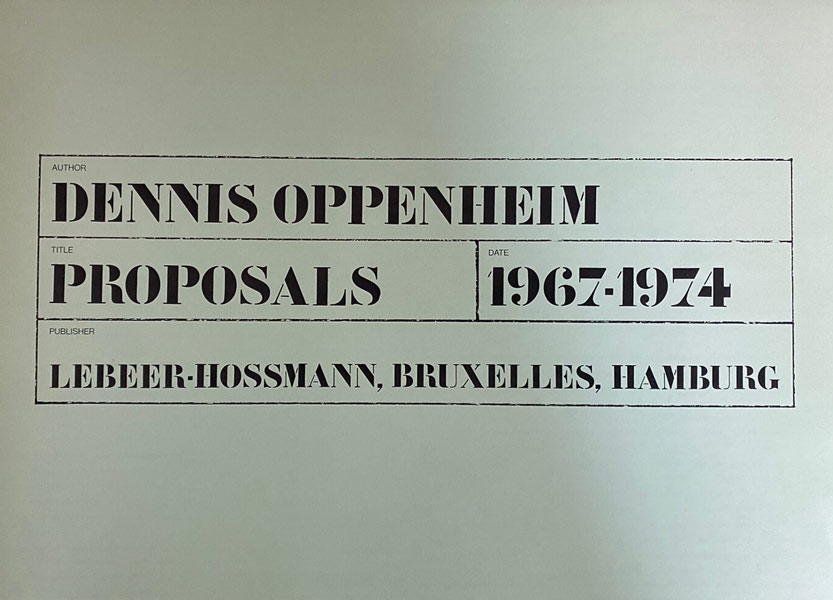 AUTHOR
DENNIS OPPENHEIM
TITLE
PROPOSALS
DATE
1967-1974
PUBLISHER
LEBEER-HOSSMANN, BRUXELLES, HAMBURG